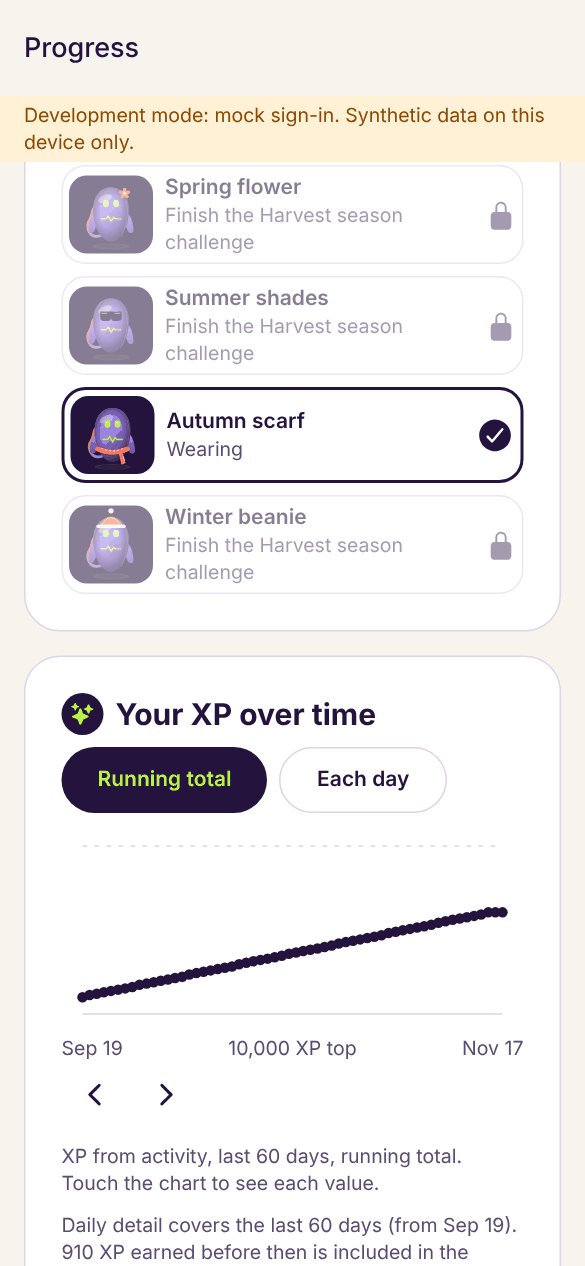 Progress
Development mode: mock sign-in. Synthetic data on this
device only.
Spring flower
Finish the Harvest season
challenge
Summer shades
Finish the Harvest season
challenge
Autumn scarf
Wearing
Winter beanie
Finish the Harvest season
challenge
Your XP over time
Running total
Each day
Sep 19
10,000 XP top
Nov 17
XP from activity, last 60 days, running total.
Touch the chart to see each value.
Daily detail covers the last 60 days (from Sep 19).
910 XP earned before then is included in the